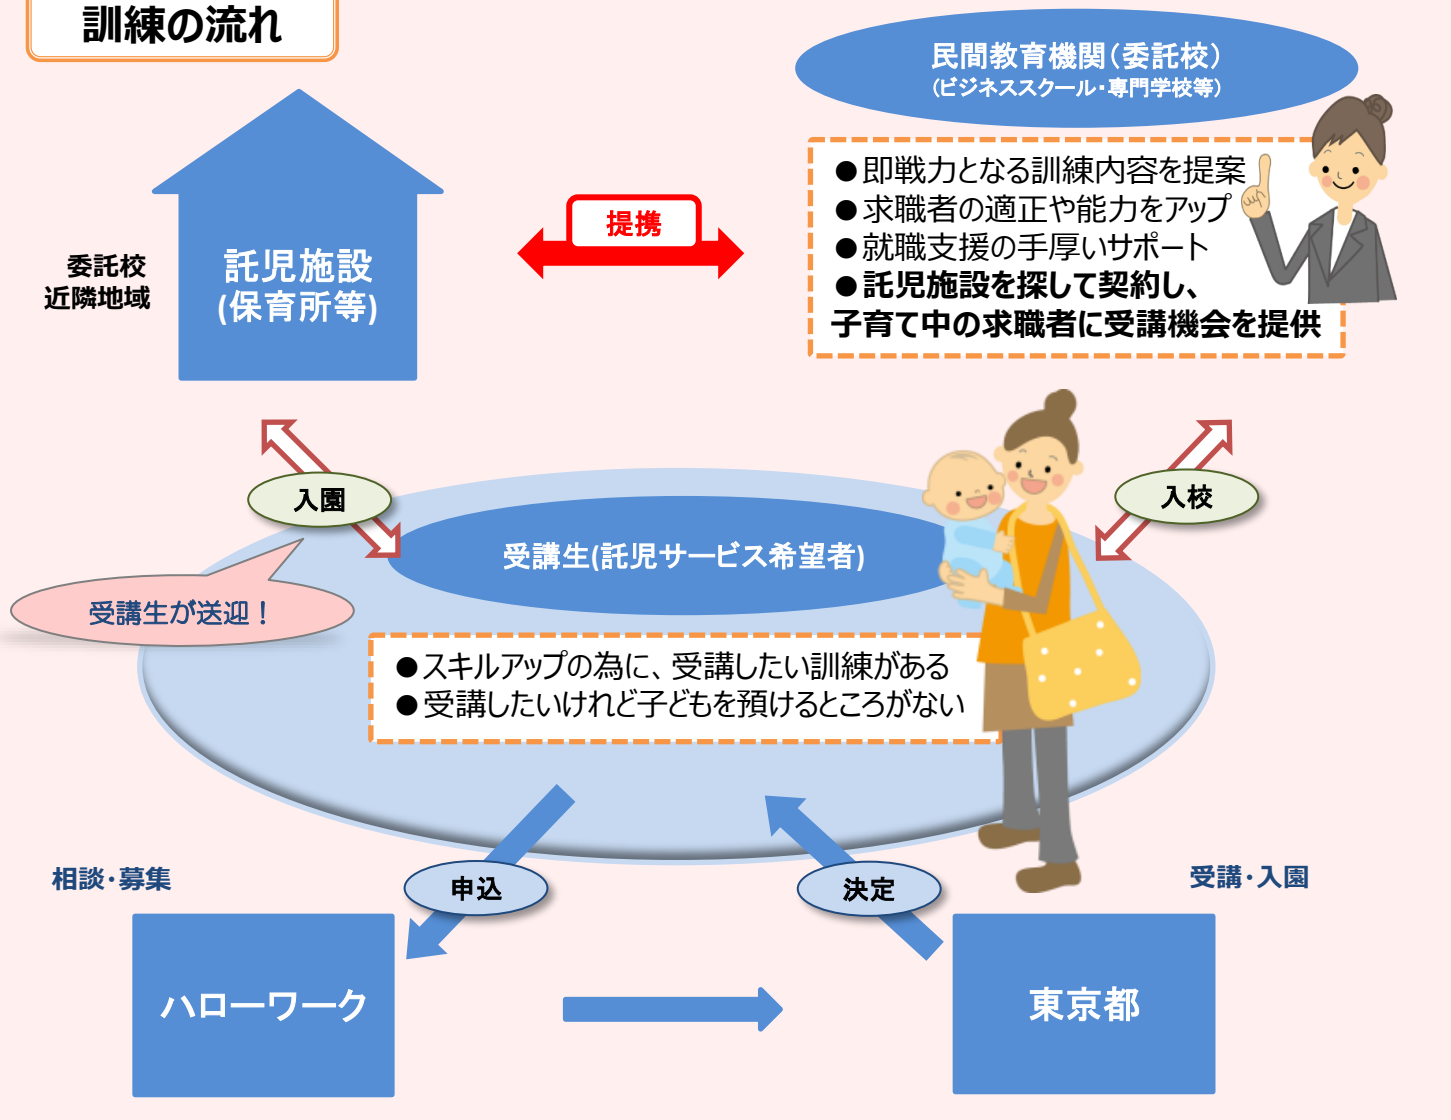 訓練の流れ
民間教育機関(委託校)
(ビジネススクール・専門学校等)
●即戦力となる訓練内容を提案
●求職者の適正や能力をアップ
●就職支援の手厚いサポート
●託児施設を探して契約し、
子育て中の求職者に受講機会を提供
提携
委託校
近隣地域
託児施設
(保育所等)
入園
入校
受講生(託児サービス希望者)
受講生が送迎！
●スキルアップの為に、受講したい訓練がある
●受講したいけれど子どもを預けるところがない
相談・募集
申込
決定
受講・入園
ハローワーク
東京都